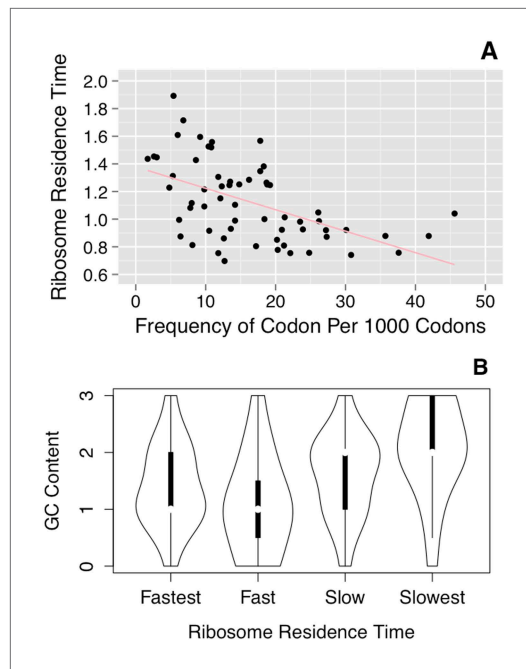 A
Ribosome Residence Time
2.0
1.8
1.6
1.4
1.2
1.0
0.8
0.6
0 10 20 30 40 50
Frequency of Codon Per 1000 Codons
B
GC Content
3
2
1
0
Fastest Fast Slow Slowest
Ribosome Residence Time